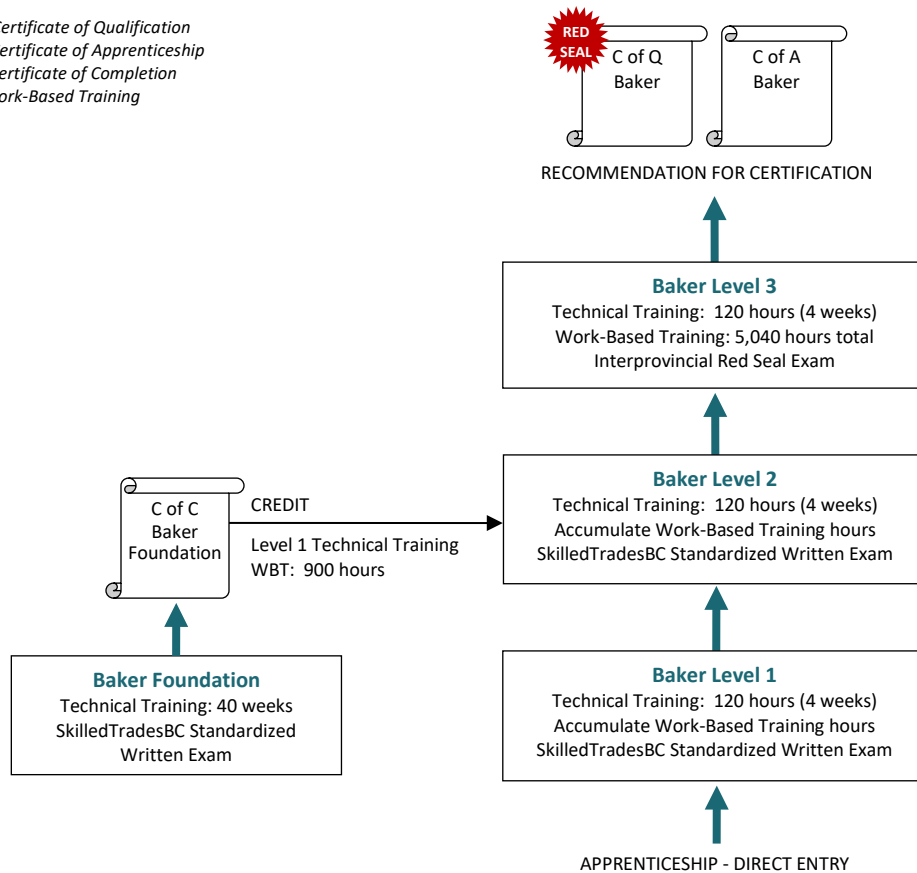 Certificate of Qualification
Certificate of Apprenticeship
Certificate of Completion
Work-Based Training
RED
SEAL
C of Q
Baker
C of A
Baker
RECOMMENDATION FOR CERTIFICATION
Baker Level 3
Technical Training: 120 hours (4 weeks)
Work-Based Training: 5,040 hours total
Interprovincial Red Seal Exam
Baker Level 2
Technical Training: 120 hours (4 weeks)
Accumulate Work-Based Training hours
SkilledTradesBC Standardized Written Exam
C of C
Baker
Foundation
CREDIT
Level 1 Technical Training
WBT: 900 hours
Baker Foundation
Technical Training: 40 weeks
SkilledTradesBC Standardized
Written Exam
Baker Level 1
Technical Training: 120 hours (4 weeks)
Accumulate Work-Based Training hours
SkilledTradesBC Standardized Written Exam
APPRENTICESHIP - DIRECT ENTRY